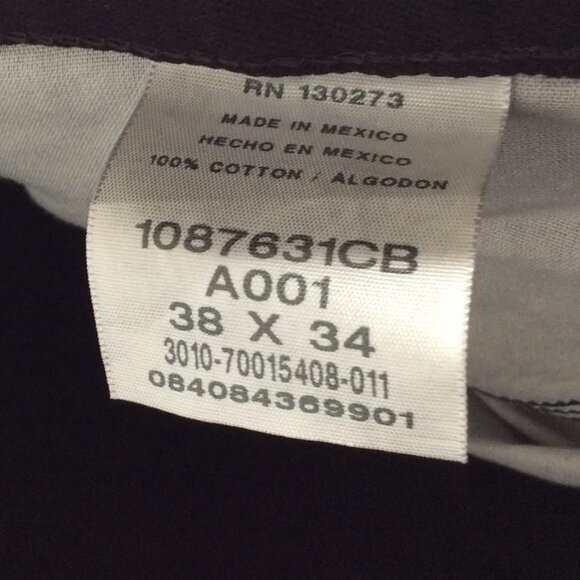 RN 130273
MADE IN MEXICO
HECHO EN MEXICO
100% COTTON / ALGODON
1087631CB
A001
38 X 34
3010-70015408-011
084084369901